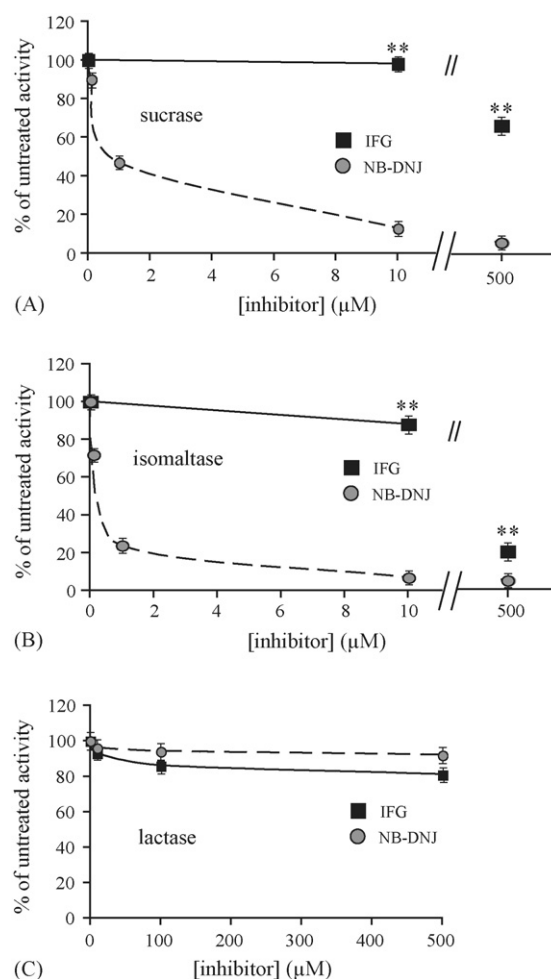 120
100
80
60
40
20
0
% of untreated activity
**
//
**
sucrase
IFG
NB-DNJ
0 2 4 6 8 10 500
[inhibitor] (µM)
(A)
120
100
80
60
40
20
0
% of untreated activity
**
//
**
isomaltase
IFG
NB-DNJ
0 2 4 6 8 10 500
[inhibitor] (µM)
(B)
120
100
80
60
40
20
0
% of untreated activity
IFG
NB-DNJ
lactase
0 100 200 300 400 500
[inhibitor] (µM)
(C)